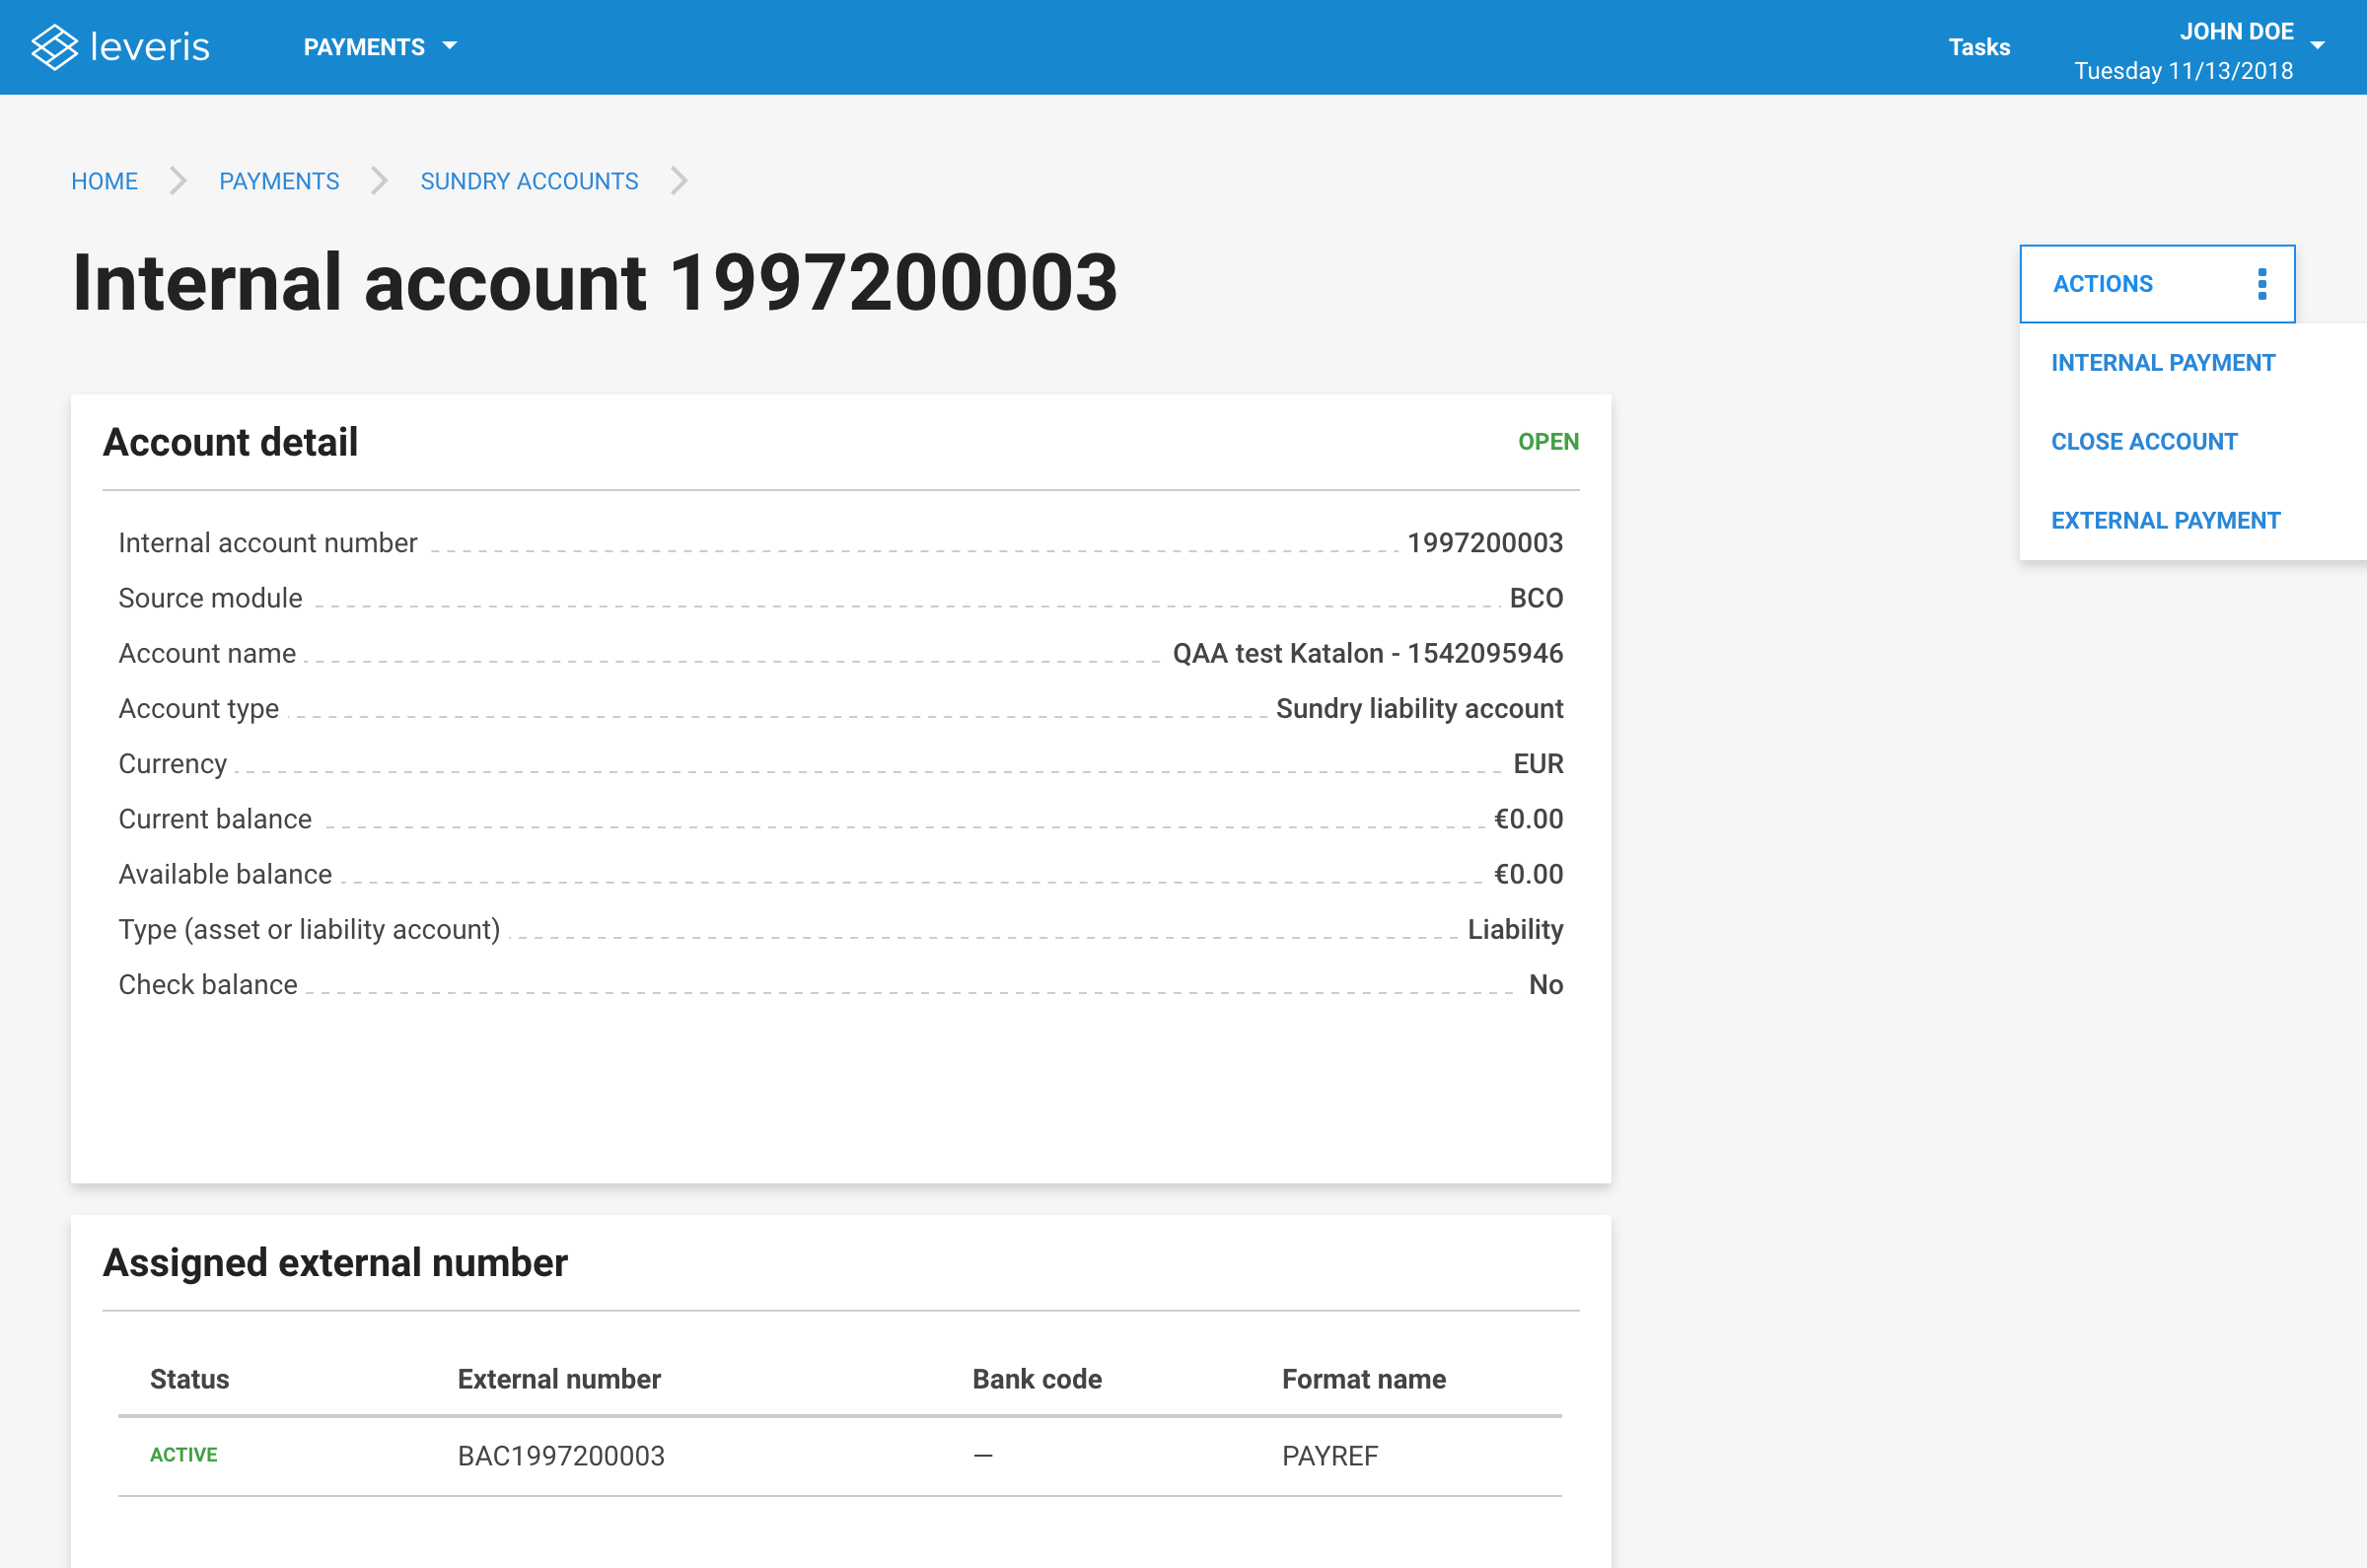 leveris PAYMENTS Tasks JOHN DOE
Tuesday 11/13/2018
HOME PAYMENTS SUNDRY ACCOUNTS
Internal account 1997200003
ACTIONS
INTERNAL PAYMENT
CLOSE ACCOUNT
EXTERNAL PAYMENT
Account detail OPEN
Internal account number 1997200003
Source module BCO
Account name QAA test Katalon - 1542095946
Account type Sundry liability account
Currency EUR
Current balance €0.00
Available balance €0.00
Type (asset or liability account) Liability
Check balance No
Assigned external number
Status External number Bank code Format name
ACTIVE BAC1997200003 — PAYREF